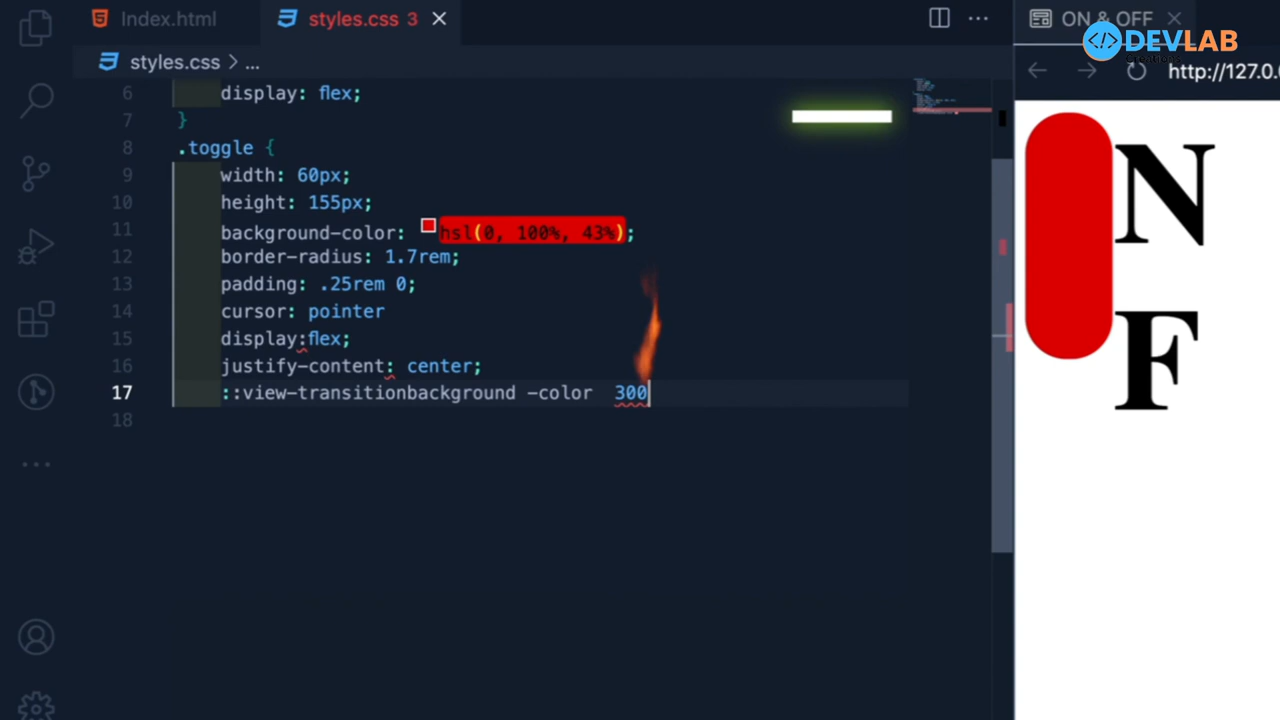 Index.html
styles.css 3
ON & OFF
DEVLAB
Creations
styles.css > ...
http://127.0.
6 display: flex;
7 }
8 .toggle {
9 width: 60px;
10 height: 155px;
11 background-color: hsl(0, 100%, 43%);
12 border-radius: 1.7rem;
13 padding: .25rem 0;
14 cursor: pointer
15 display:flex;
16 justify-content: center;
17 ::view-transitionbackground -color  300
18
N
F